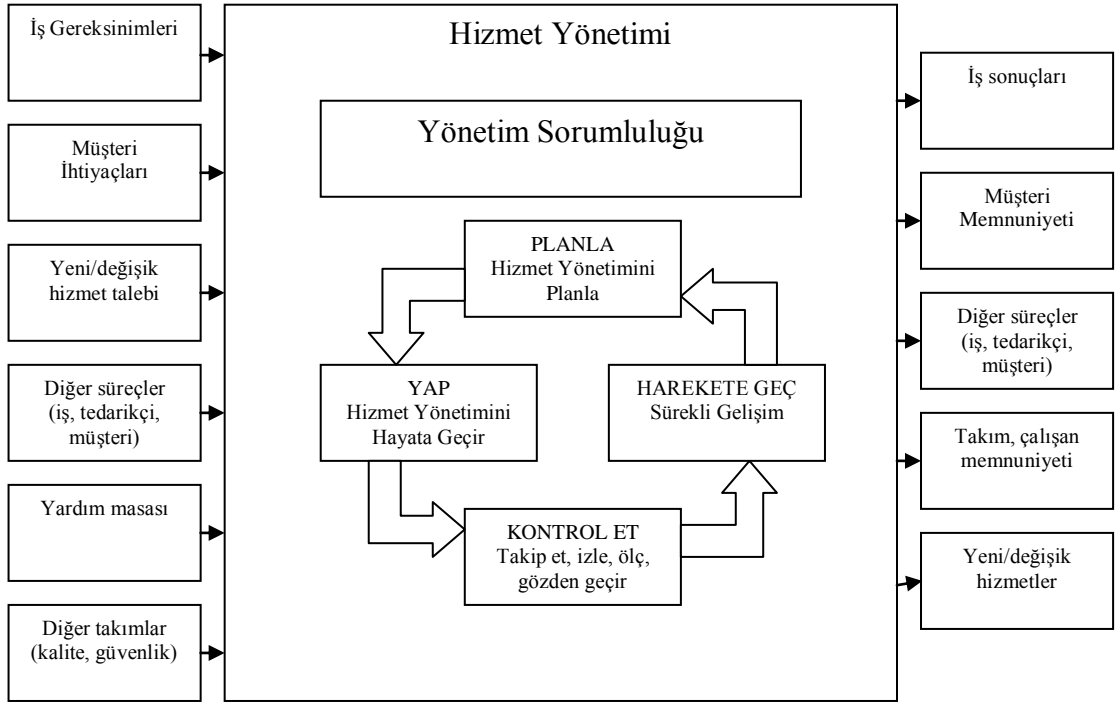 İş Gereksinimleri
Müşteri
İhtiyaçları
Yeni/değişik
hizmet talebi
Diğer süreçler
(iş, tedarikçi,
müşteri)
Yardım masası
Diğer takımlar
(kalite, güvenlik)
Hizmet Yönetimi
Yönetim Sorumluluğu
PLANLA
Hizmet Yönetimini
Planla
YAP
Hizmet Yönetimini
Hayata Geçir
HAREKETE GEÇ
Sürekli Gelişim
KONTROL ET
Takip et, izle, ölç,
gözden geçir
İş sonuçları
Müşteri
Memnuniyeti
Diğer süreçler
(iş, tedarikçi,
müşteri)
Takım, çalışan
memnuniyeti
Yeni/değişik
hizmetler